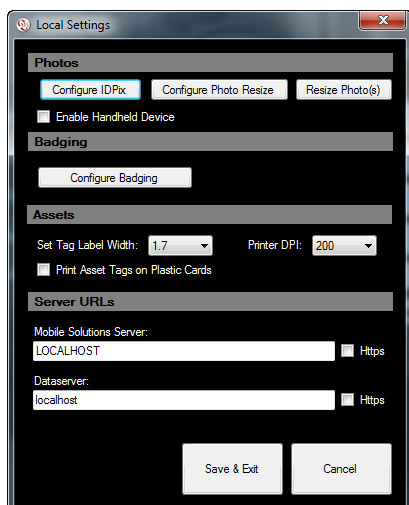 Local Settings
Photos
Configure IDPix Configure Photo Resize Resize Photo(s)
Enable Handheld Device
Badging
Configure Badging
Assets
Set Tag Label Width: 1.7 Printer DPI: 200
Print Asset Tags on Plastic Cards
Server URLs
Mobile Solutions Server:
LOCALHOST Https
Dataserver:
localhost Https
Save & Exit Cancel